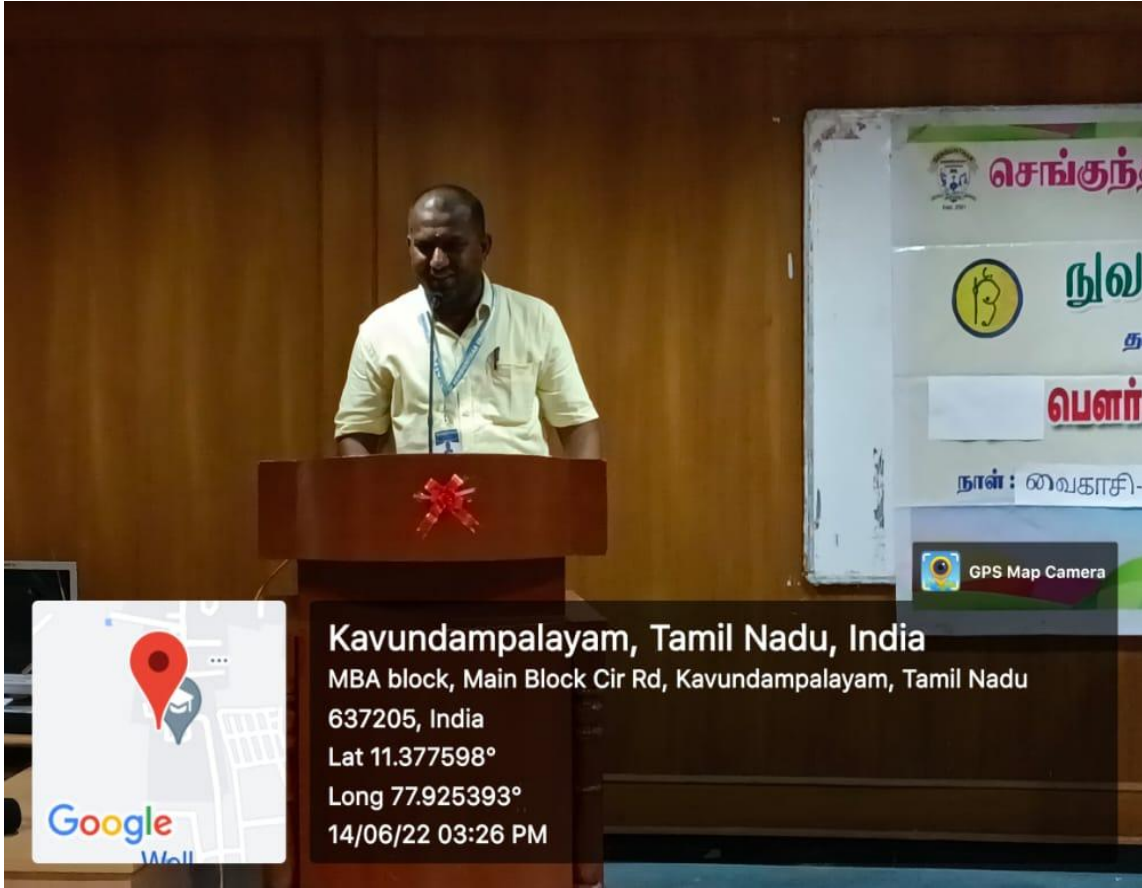 செங்குந்
நுல
த
பௌர்
நாள் : வைகாசி-
GPS Map Camera
Kavundampalayam, Tamil Nadu, India
MBA block, Main Block Cir Rd, Kavundampalayam, Tamil Nadu
637205, India
Lat 11.377598°
Long 77.925393°
14/06/22 03:26 PM
Google